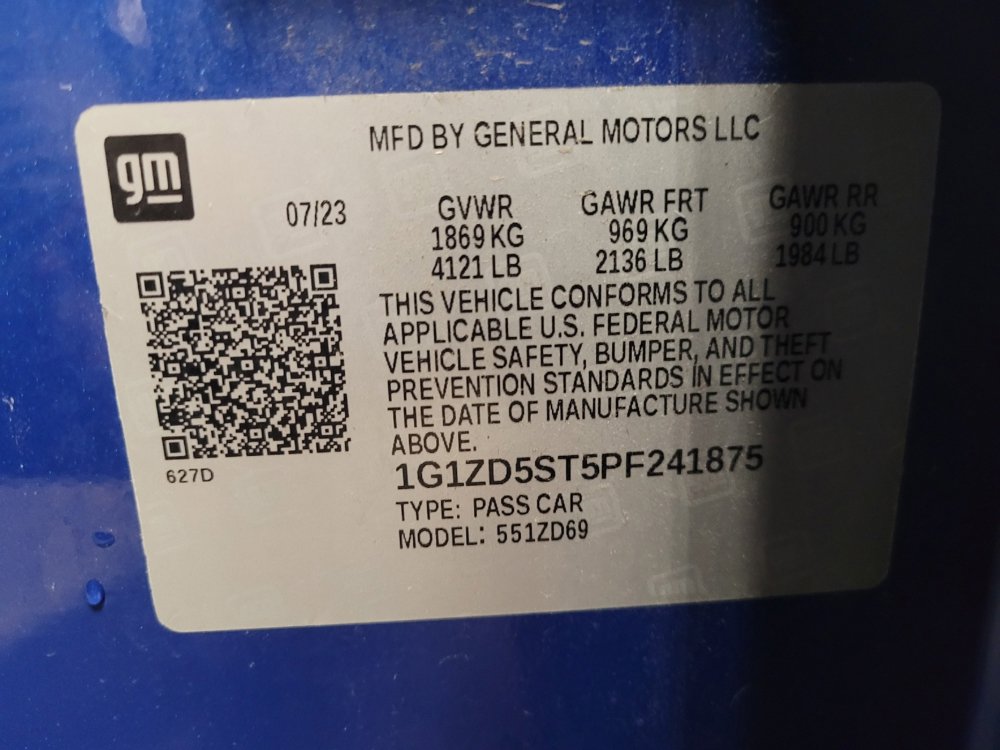 gm
MFD BY GENERAL MOTORS LLC
07/23 GVWR GAWR FRT GAWR RR
1869 KG 969 KG 900 KG
4121 LB 2136 LB 1984 LB
THIS VEHICLE CONFORMS TO ALL
APPLICABLE U.S. FEDERAL MOTOR
VEHICLE SAFETY, BUMPER, AND THEFT
PREVENTION STANDARDS IN EFFECT ON
THE DATE OF MANUFACTURE SHOWN
ABOVE.
627D
1G1ZD5ST5PF241875
TYPE: PASS CAR
MODEL: 551ZD69